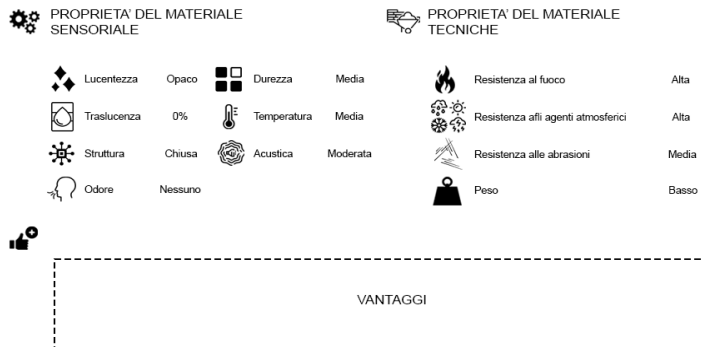 PROPRIETA' DEL MATERIALE
SENSORIALE
PROPRIETA' DEL MATERIALE
TECNICHE
Lucentezza Opaco Durezza Media
Traslucenza 0% Temperatura Media
Struttura Chiusa Acustica Moderata
Odore Nessuno
Resistenza al fuoco Alta
Resistenza afli agenti atmosferici Alta
Resistenza alle abrasioni Media
Peso Basso
VANTAGGI